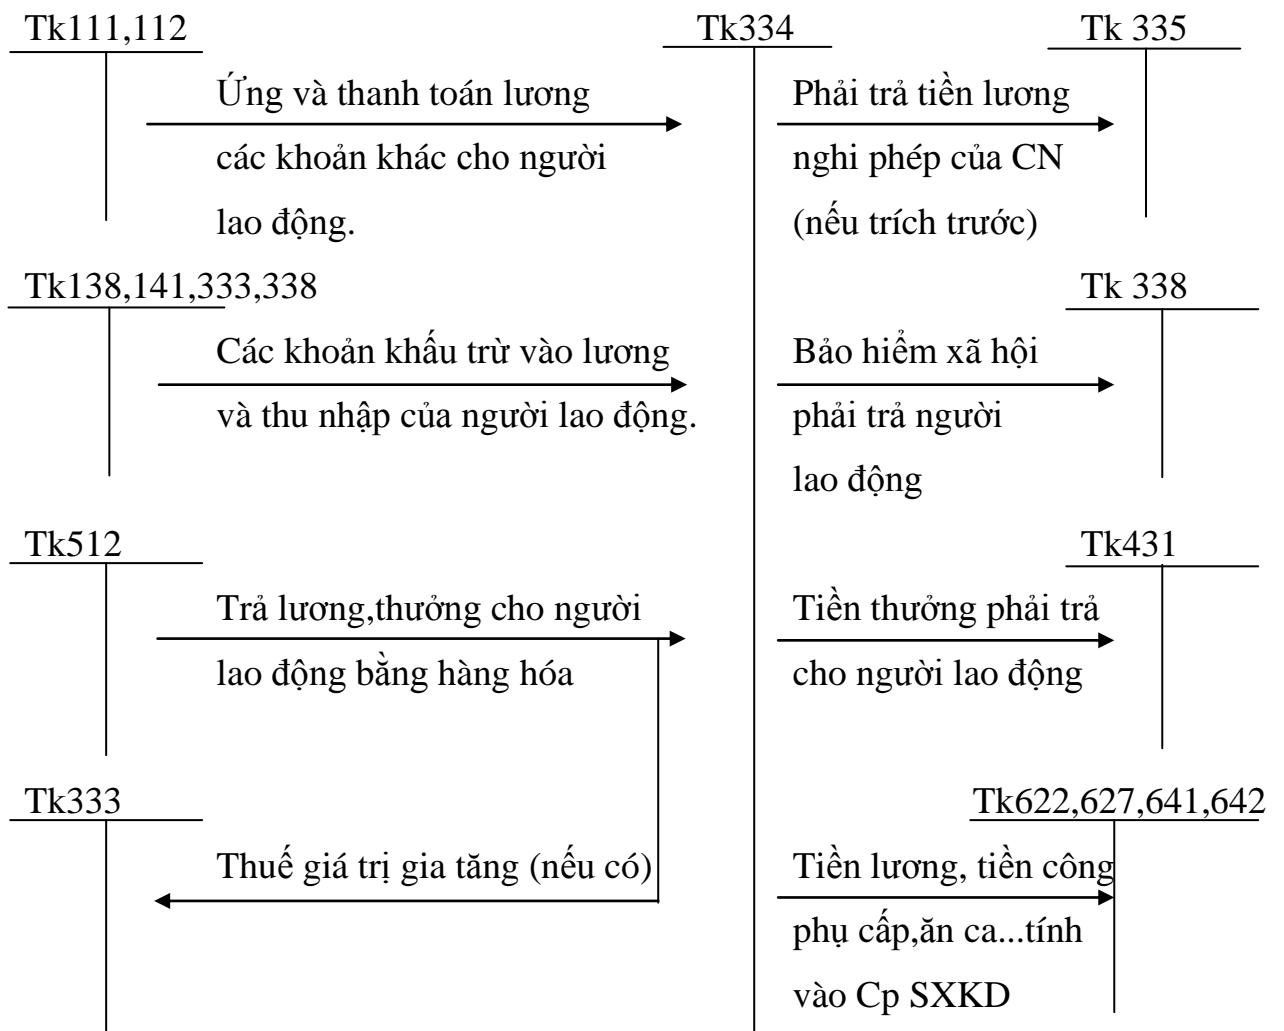 Tk111,112
Tk334
Tk 335
Ứng và thanh toán lương
các khoản khác cho người
lao động.
Phải trả tiền lương
nghi phép của CN
(nếu trích trước)
Tk138,141,333,338
Tk 338
Các khoản khấu trừ vào lương
và thu nhập của người lao động.
Bảo hiểm xã hội
phải trả người
lao động
Tk512
Tk431
Trả lương,thưởng cho người
lao động bằng hàng hóa
Tiền thưởng phải trả
cho người lao động
Tk333
Tk622,627,641,642
Thuế giá trị gia tăng (nếu có)
Tiền lương, tiền công
phụ cấp,ăn ca...tính
vào Cp SXKD